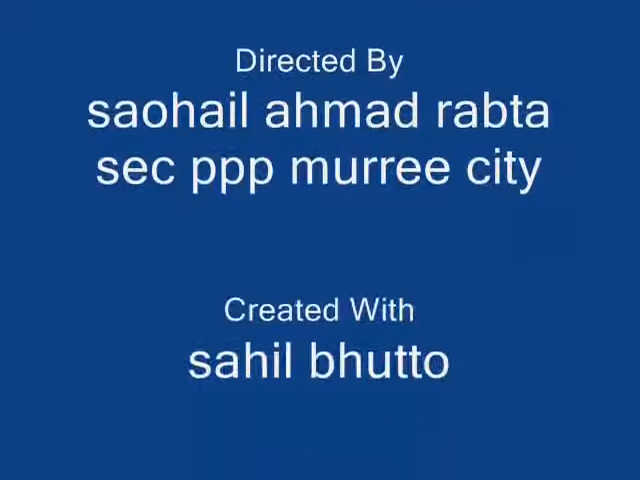 Directed By
saohail ahmad rabta
sec ppp murree city
Created With
sahil bhutto